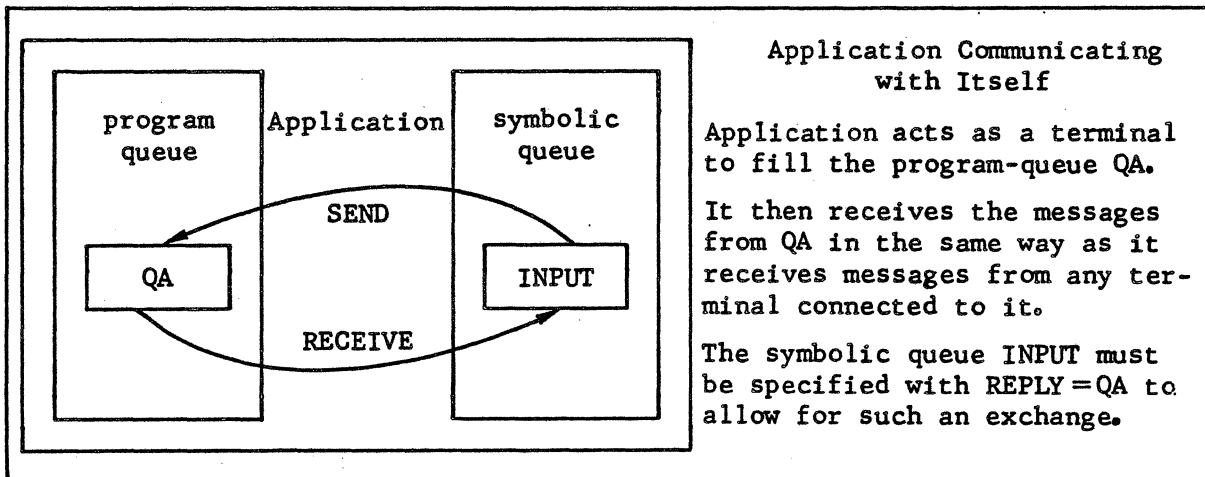 program
queue
Application
symbolic
queue
SEND
QA
INPUT
RECEIVE
Application Communicating
with Itself
Application acts as a terminal
to fill the program-queue QA.
It then receives the messages
from QA in the same way as it
receives messages from any ter-
minal connected to it.
The symbolic queue INPUT must
be specified with REPLY=QA to
allow for such an exchange.